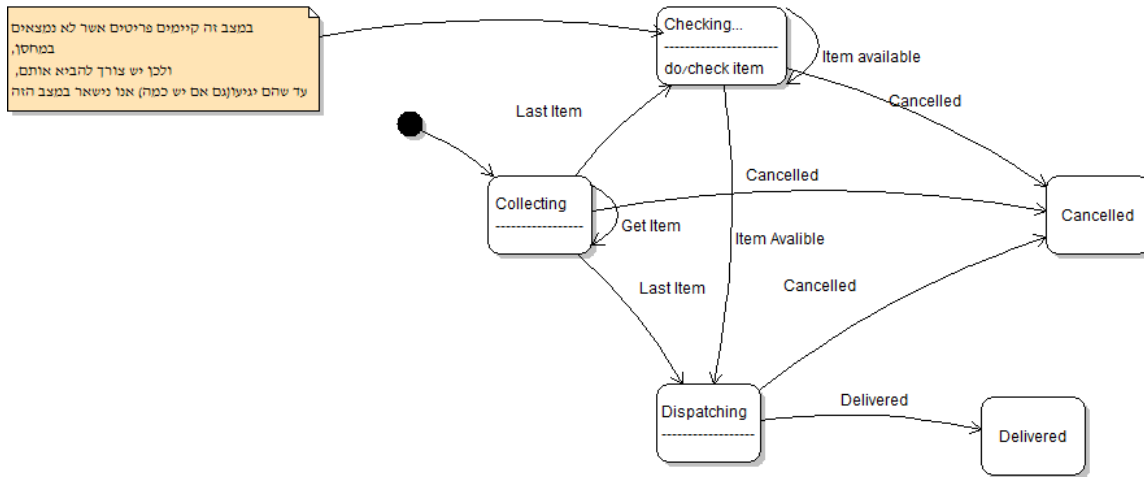 במצב זה קיימים פריטים אשר לא נמצאים
במחסן,
ולכן יש צורך להביא אותם,
עד שהם יגיעו(גם אם יש כמה) אנו נישאר במצב הזה
Checking...
do/check item
Item available
Cancelled
Last Item
Collecting
Cancelled
Get Item
Cancelled
Item Avalible
Last Item
Cancelled
Dispatching
Delivered
Delivered